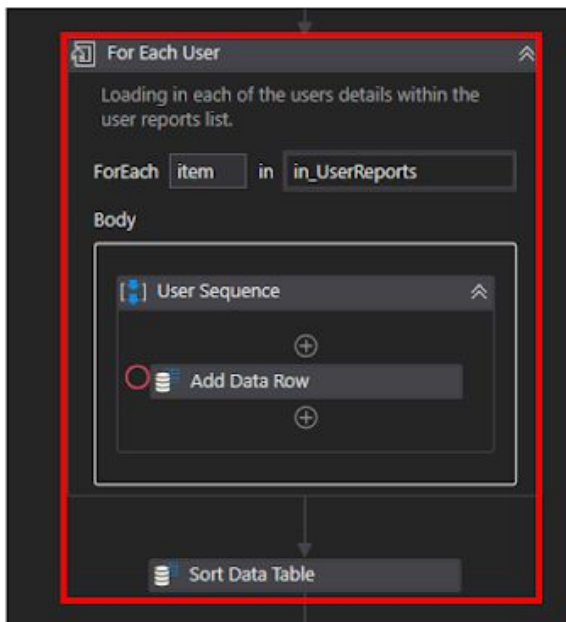 For Each User
Loading in each of the users details within the
user reports list.
ForEach item in in_UserReports
Body
User Sequence
Add Data Row
Sort Data Table